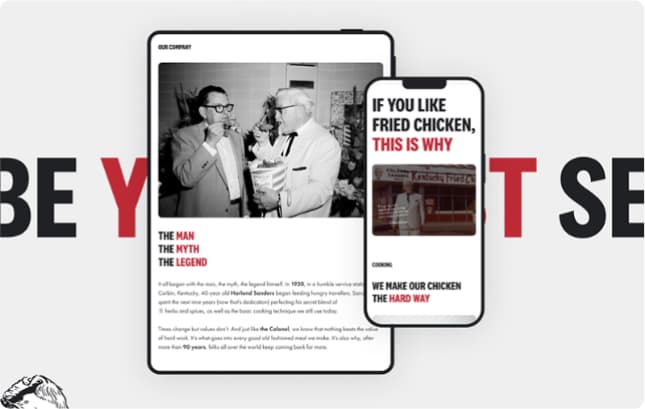 OUR COMPANY
BE Y
ST SE
THE MAN
THE MYTH
THE LEGEND
It all began with the man, the myth, the legend himself. In 1930, in a humble service
Corbin, Kentucky, 40-year old Harland Sanders began feeding hungry travellers.
spent the next nine years (now that's dedication) perfecting his secret blend of
11 herbs and spices, as well as the basic cooking technique we still use today.
Times change but values don't. And just like the Colonel, we know that nothing beats the value
of hard work. It's what goes into every good old fashioned meal we make. It's also why, after
more than 90 years, folks all over the world keep coming back for more.
IF YOU LIKE
FRIED CHICKEN,
THIS IS WHY
Kentucky Fried
COOKING
WE MAKE OUR CHICKEN
THE HARD WAY